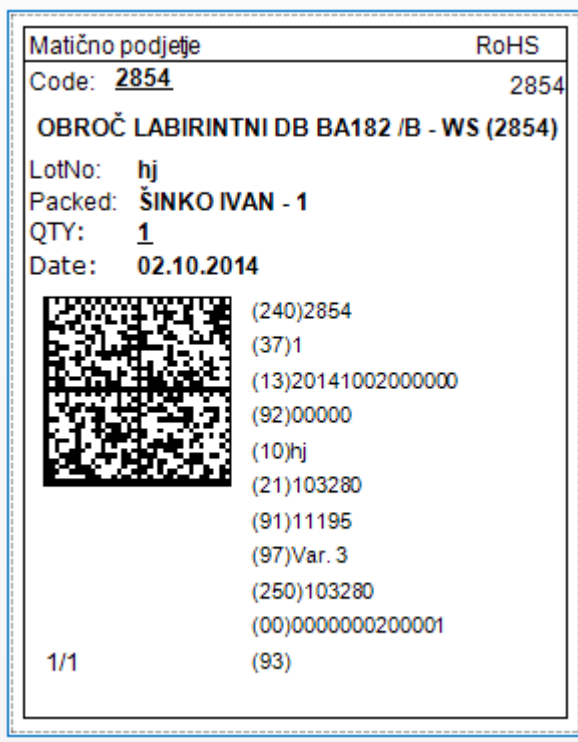 Matično podjetje RoHS
Code: 2854 2854
OBROČ LABIRINTNI DB BA182 /B - WS (2854)
LotNo: hj
Packed: ŠINKO IVAN - 1
QTY: 1
Date: 02.10.2014
(240)2854
(37)1
(13)20141002000000
(92)00000
(10)hj
(21)103280
(91)11195
(97)Var. 3
(250)103280
(00)0000000200001
1/1 (93)